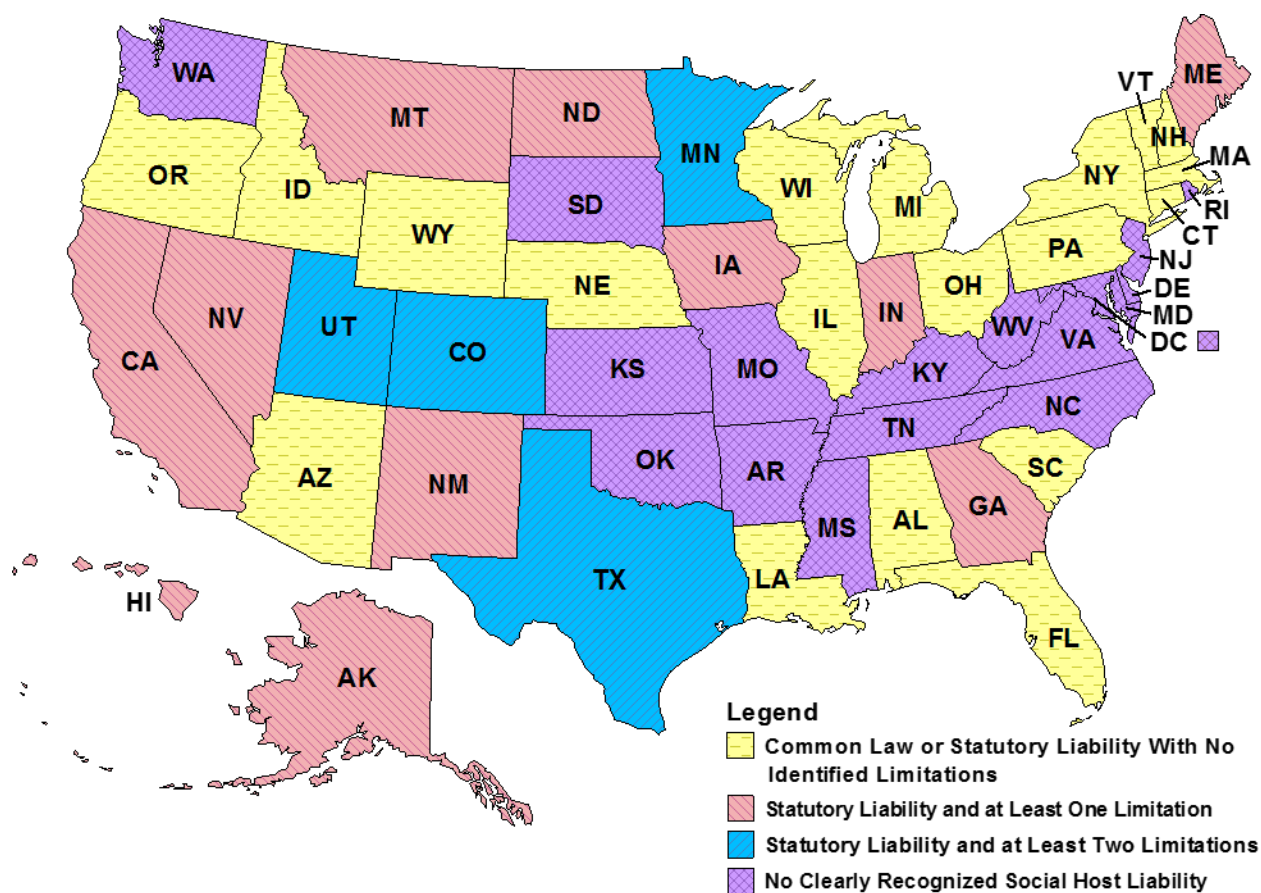 WA
MT
ND
MN
ME
VT
NH
MA
OR
ID
SD
WI
MI
NY
RI
CT
WY
IA
PA
NJ
NE
OH
DE
MD
DC
NV
UT
CO
IL
IN
WV
VA
CA
KS
MO
KY
NC
TN
AZ
NM
OK
AR
SC
MS
AL
GA
TX
LA
HI
FL
AK
Legend
Common Law or Statutory Liability With No
Identified Limitations
Statutory Liability and at Least One Limitation
Statutory Liability and at Least Two Limitations
No Clearly Recognized Social Host Liability